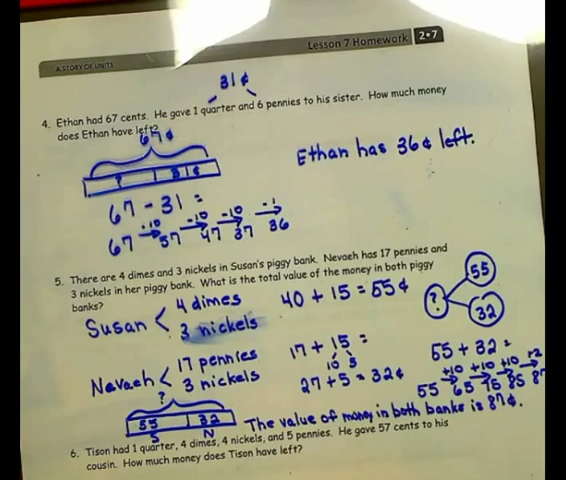 A STORY OF UNITS
Lesson 7 Homework 2•7
31¢
4. Ethan had 67 cents. He gave 1 quarter and 6 pennies to his sister. How much money
does Ethan have left?
67¢
? 31¢
Ethan has 36¢ left.
67 - 31 =
-10 -10 -10 -1
67 → 57 → 47 → 37 → 36
5. There are 4 dimes and 3 nickels in Susan's piggy bank. Nevaeh has 17 pennies and
3 nickels in her piggy bank. What is the total value of the money in both piggy
banks?
Susan < 4 dimes
3 nickels
40 + 15 = 55¢
? 55
32
Nevaeh < 17 pennies
3 nickels
17 + 15 =
10 5
27 + 5 = 32¢
55 + 32 =
+10 +10 +10 +2
55 → 65 → 75 → 85 → 87
?
55 32
S N
The value of money in both banks is 87¢.
6. Tison had 1 quarter, 4 dimes, 4 nickels, and 5 pennies. He gave 57 cents to his
cousin. How much money does Tison have left?